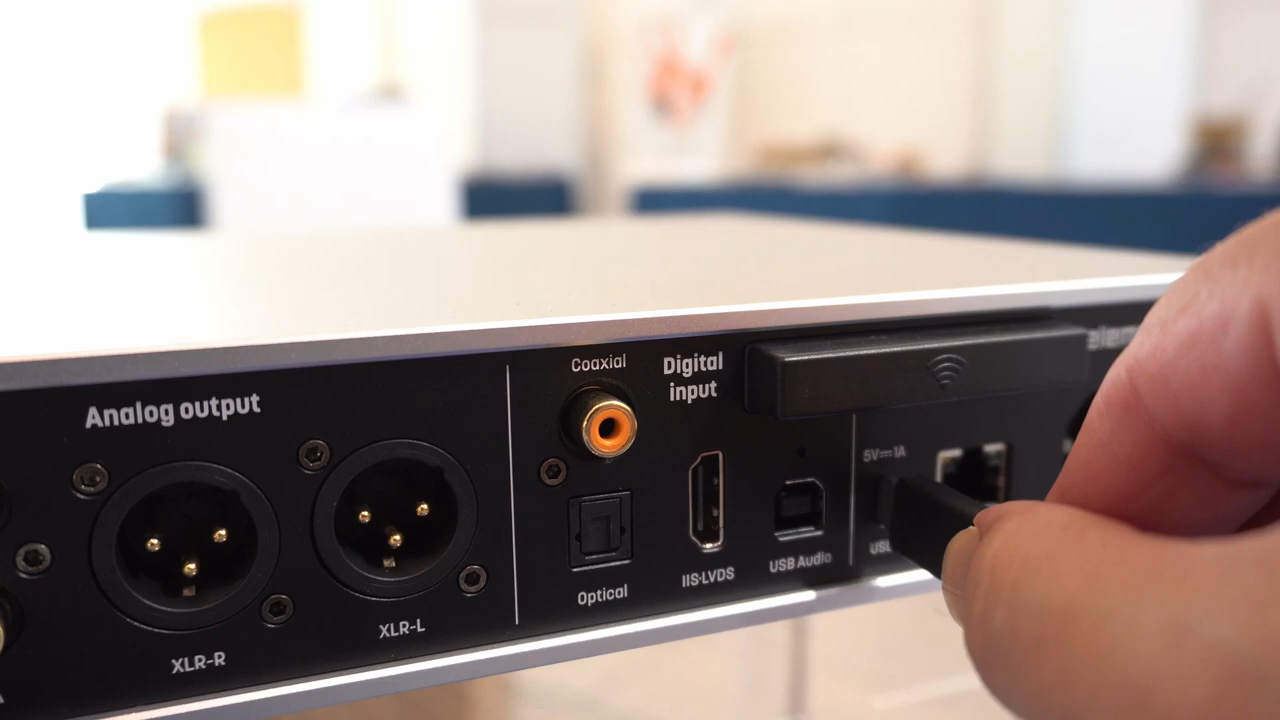 Analog output
XLR-R
XLR-L
Coaxial
Optical
Digital
input
IIS-LVDS
USB Audio
5V⎓1A